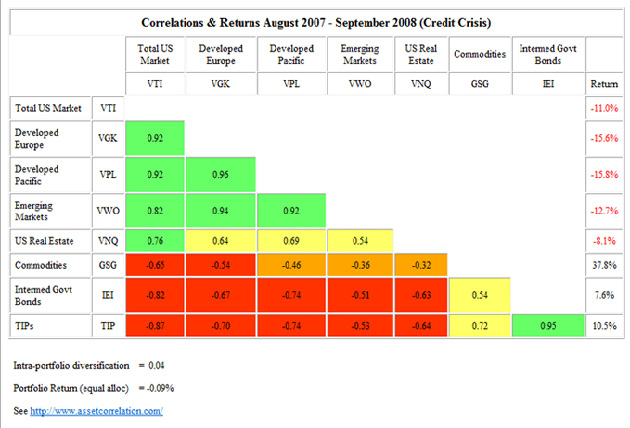 Correlations & Returns August 2007 - September 2008 (Credit Crisis)
Total US Market Developed Europe Developed Pacific Emerging Markets US Real Estate Commodities Intermed Govt Bonds
VTI VGK VPL VWO VNQ GSG IEI Return
Total US Market VTI -11.0%
Developed Europe VGK 0.92 -15.6%
Developed Pacific VPL 0.92 0.95 -15.8%
Emerging Markets VWO 0.82 0.94 0.92 -12.7%
US Real Estate VNQ 0.76 0.64 0.69 0.54 -8.1%
Commodities GSG -0.65 -0.54 -0.46 -0.36 -0.32 37.8%
Intermed Govt Bonds IEI -0.82 -0.67 -0.74 -0.51 -0.63 0.54 7.6%
TIPs TIP -0.87 -0.70 -0.74 -0.53 -0.64 0.72 0.95 10.5%
Intra-portfolio diversification = 0.04
Portfolio Return (equal alloc) = -0.09%
See http://www.assetcorrelation.com/